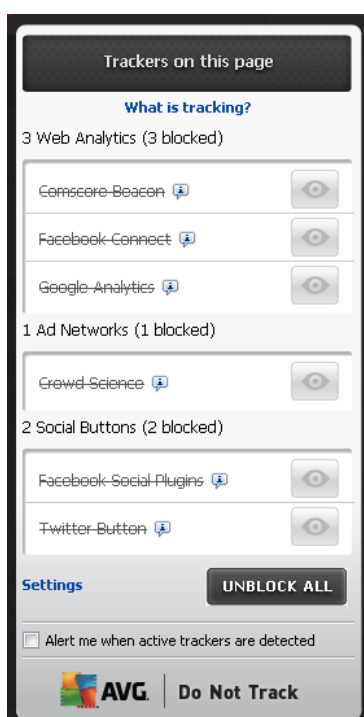 Trackers on this page
What is tracking?
3 Web Analytics (3 blocked)
Comscore Beacon
Facebook Connect
Google Analytics
1 Ad Networks (1 blocked)
Crowd Science
2 Social Buttons (2 blocked)
Facebook Social Plugins
Twitter Button
Settings UNBLOCK ALL
Alert me when active trackers are detected
AVG. Do Not Track